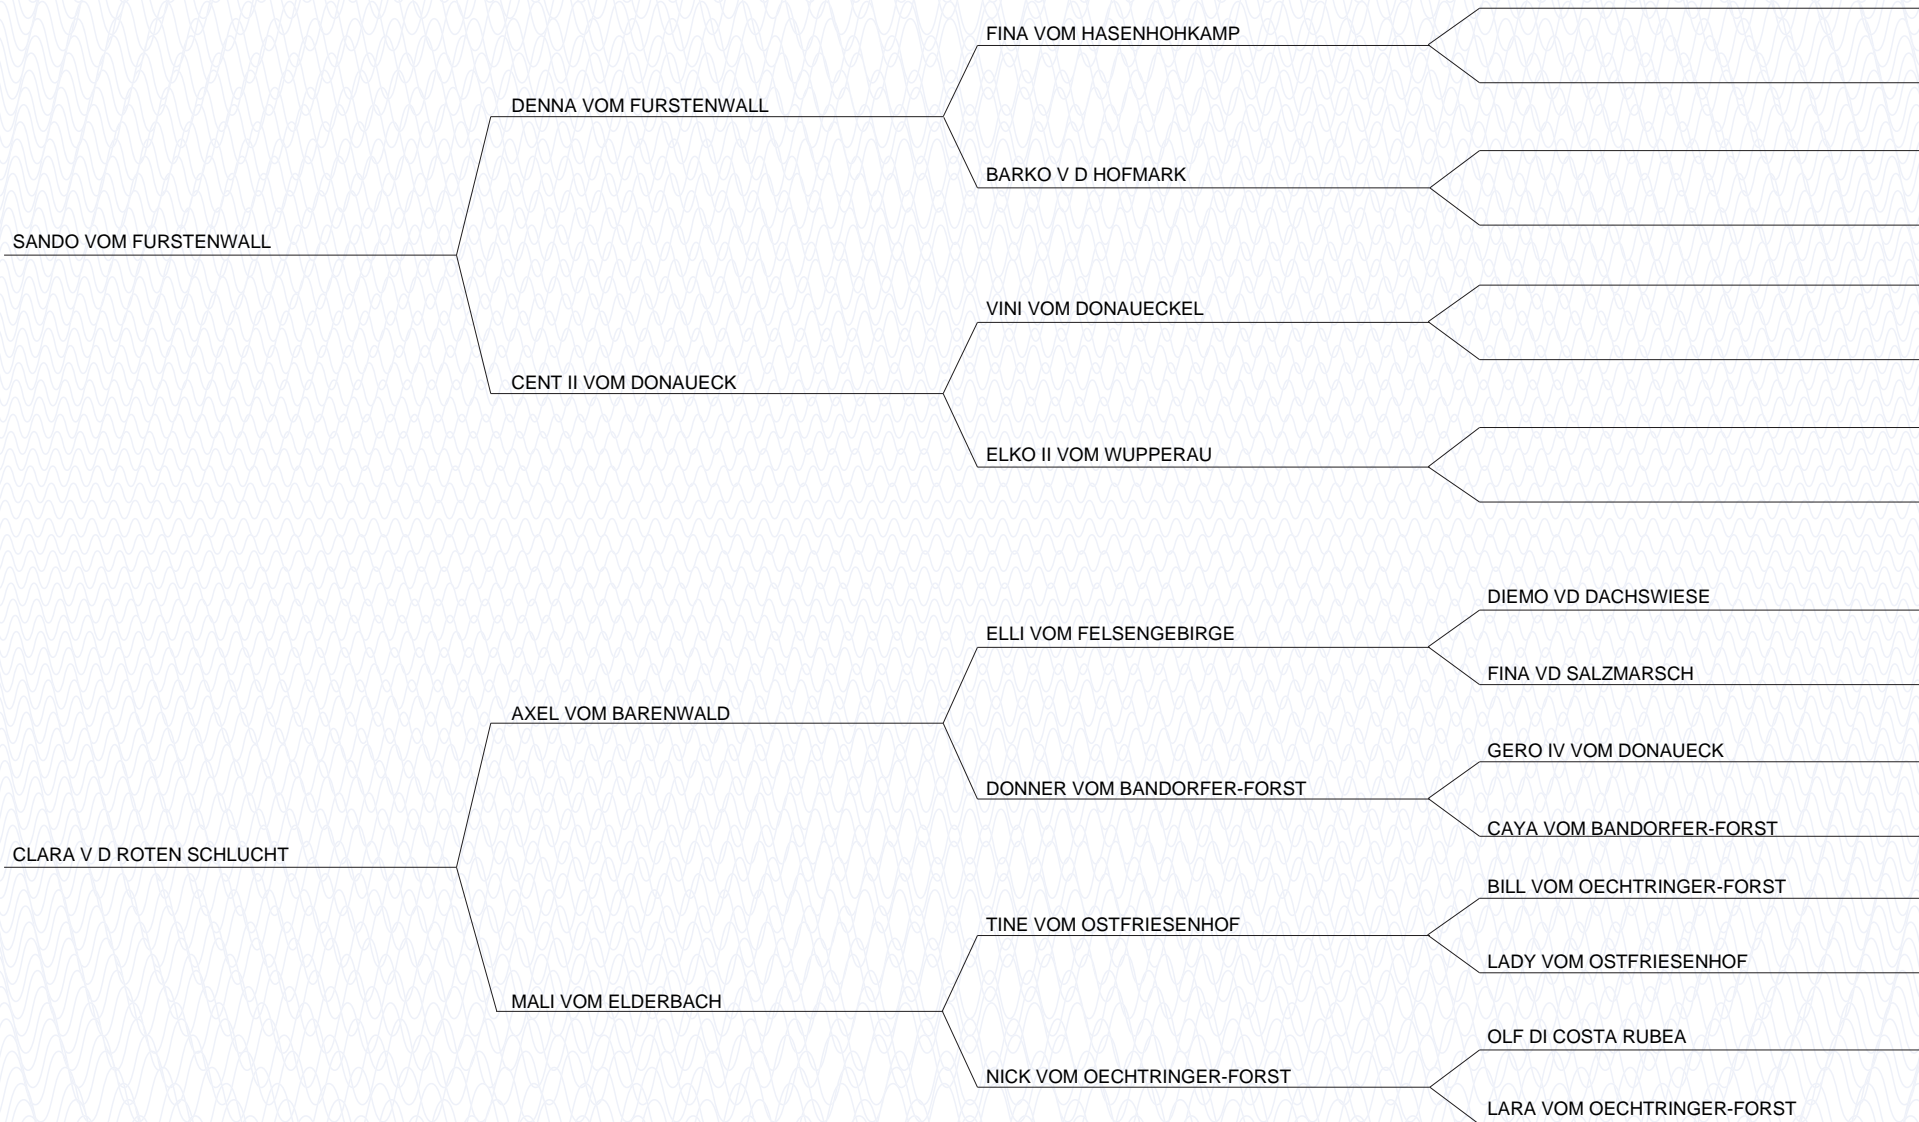 FINA VOM HASENHOHKAMP
DENNA VOM FURSTENWALL
BARKO V D HOFMARK
SANDO VOM FURSTENWALL
VINI VOM DONAUECKEL
CENT II VOM DONAUECK
ELKO II VOM WUPPERAU
DIEMO VD DACHSWIESE
ELLI VOM FELSENGEBIRGE
FINA VD SALZMARSCH
AXEL VOM BARENWALD
GERO IV VOM DONAUECK
DONNER VOM BANDORFER-FORST
CAYA VOM BANDORFER-FORST
CLARA V D ROTEN SCHLUCHT
BILL VOM OECHTRINGER-FORST
TINE VOM OSTFRIESENHOF
LADY VOM OSTFRIESENHOF
MALI VOM ELDERBACH
OLF DI COSTA RUBEA
NICK VOM OECHTRINGER-FORST
LARA VOM OECHTRINGER-FORST